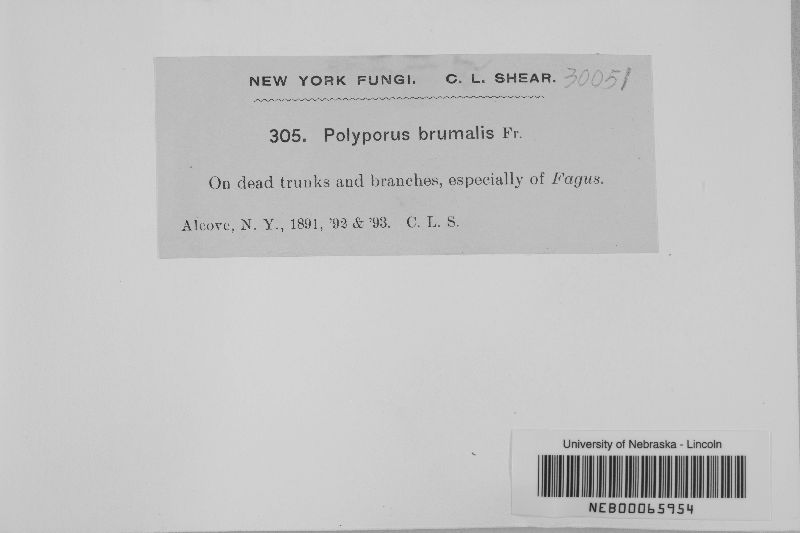 NEW YORK FUNGI. C. L. SHEAR. 30051
305. Polyporus brumalis Fr.
On dead trunks and branches, especially of Fagus.
Alcove, N. Y., 1891, '92 & '93. C. L. S.
University of Nebraska - Lincoln
NEB00065954